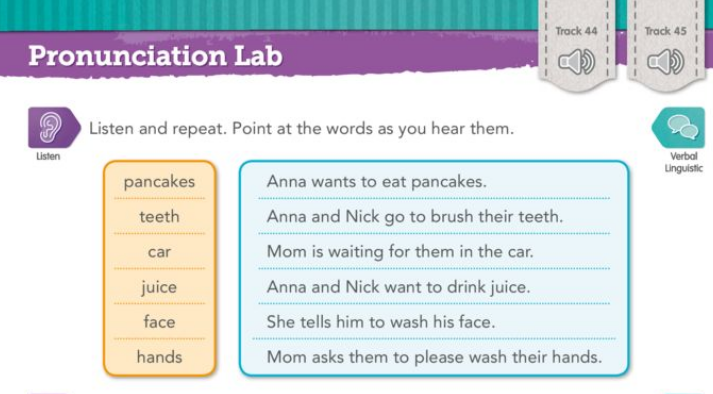 Track 44
Track 45
Pronunciation Lab
Listen and repeat. Point at the words as you hear them.
Listen
Verbal
Linguistic
pancakes
Anna wants to eat pancakes.
teeth
Anna and Nick go to brush their teeth.
car
Mom is waiting for them in the car.
juice
Anna and Nick want to drink juice.
face
She tells him to wash his face.
hands
Mom asks them to please wash their hands.